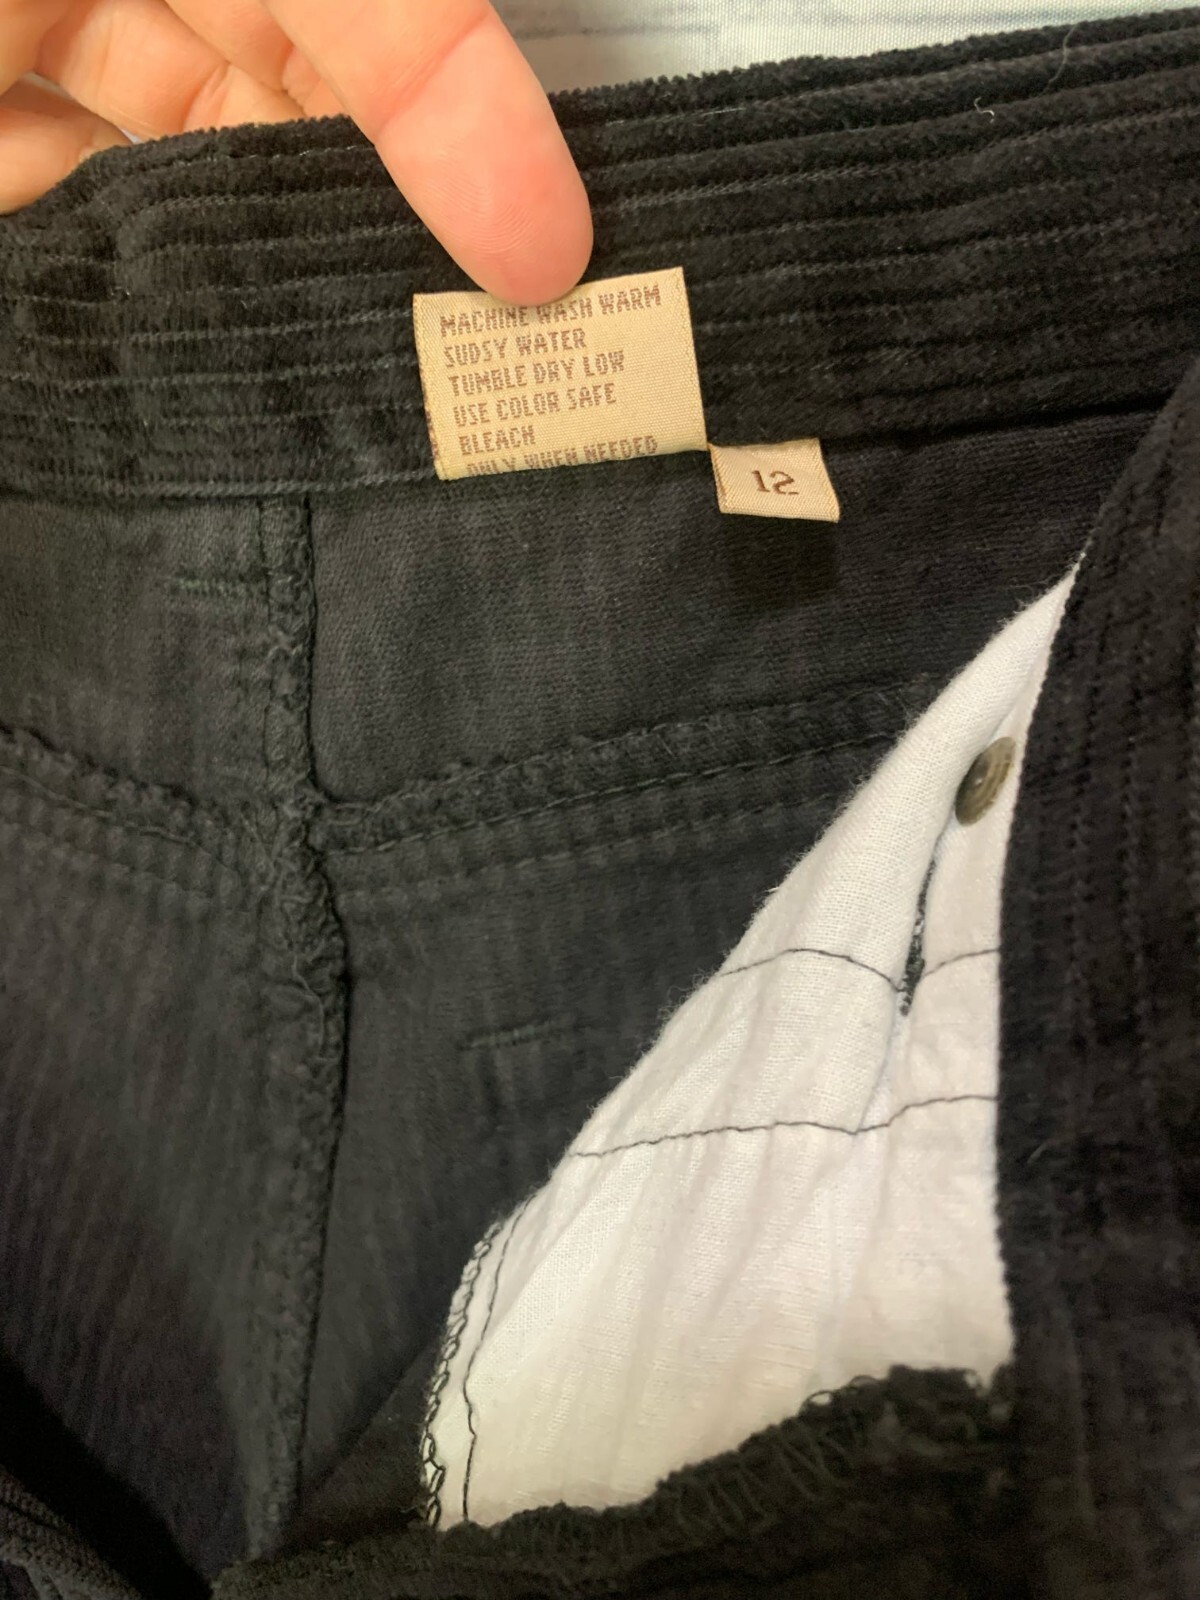 MACHINE WASH WARM
SUDSY WATER
TUMBLE DRY LOW
USE COLOR SAFE
BLEACH
ONLY WHEN NEEDED
12